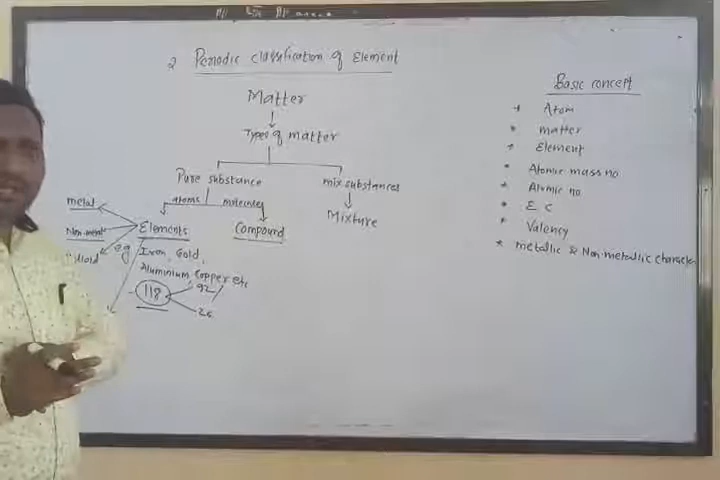 2 Periodic classification of Element
Matter
Types of matter
Pure substance
mix substances
atoms molecules
Mixture
metal
Non-metal
Elements
Compound
eg Iron, Gold,
Aluminium, Copper etc
118
92
26
Basic concept
* Atom
* matter
* Element
* Atomic mass no
* Atomic no
* E C
* Valency
* metallic & Non-metallic character